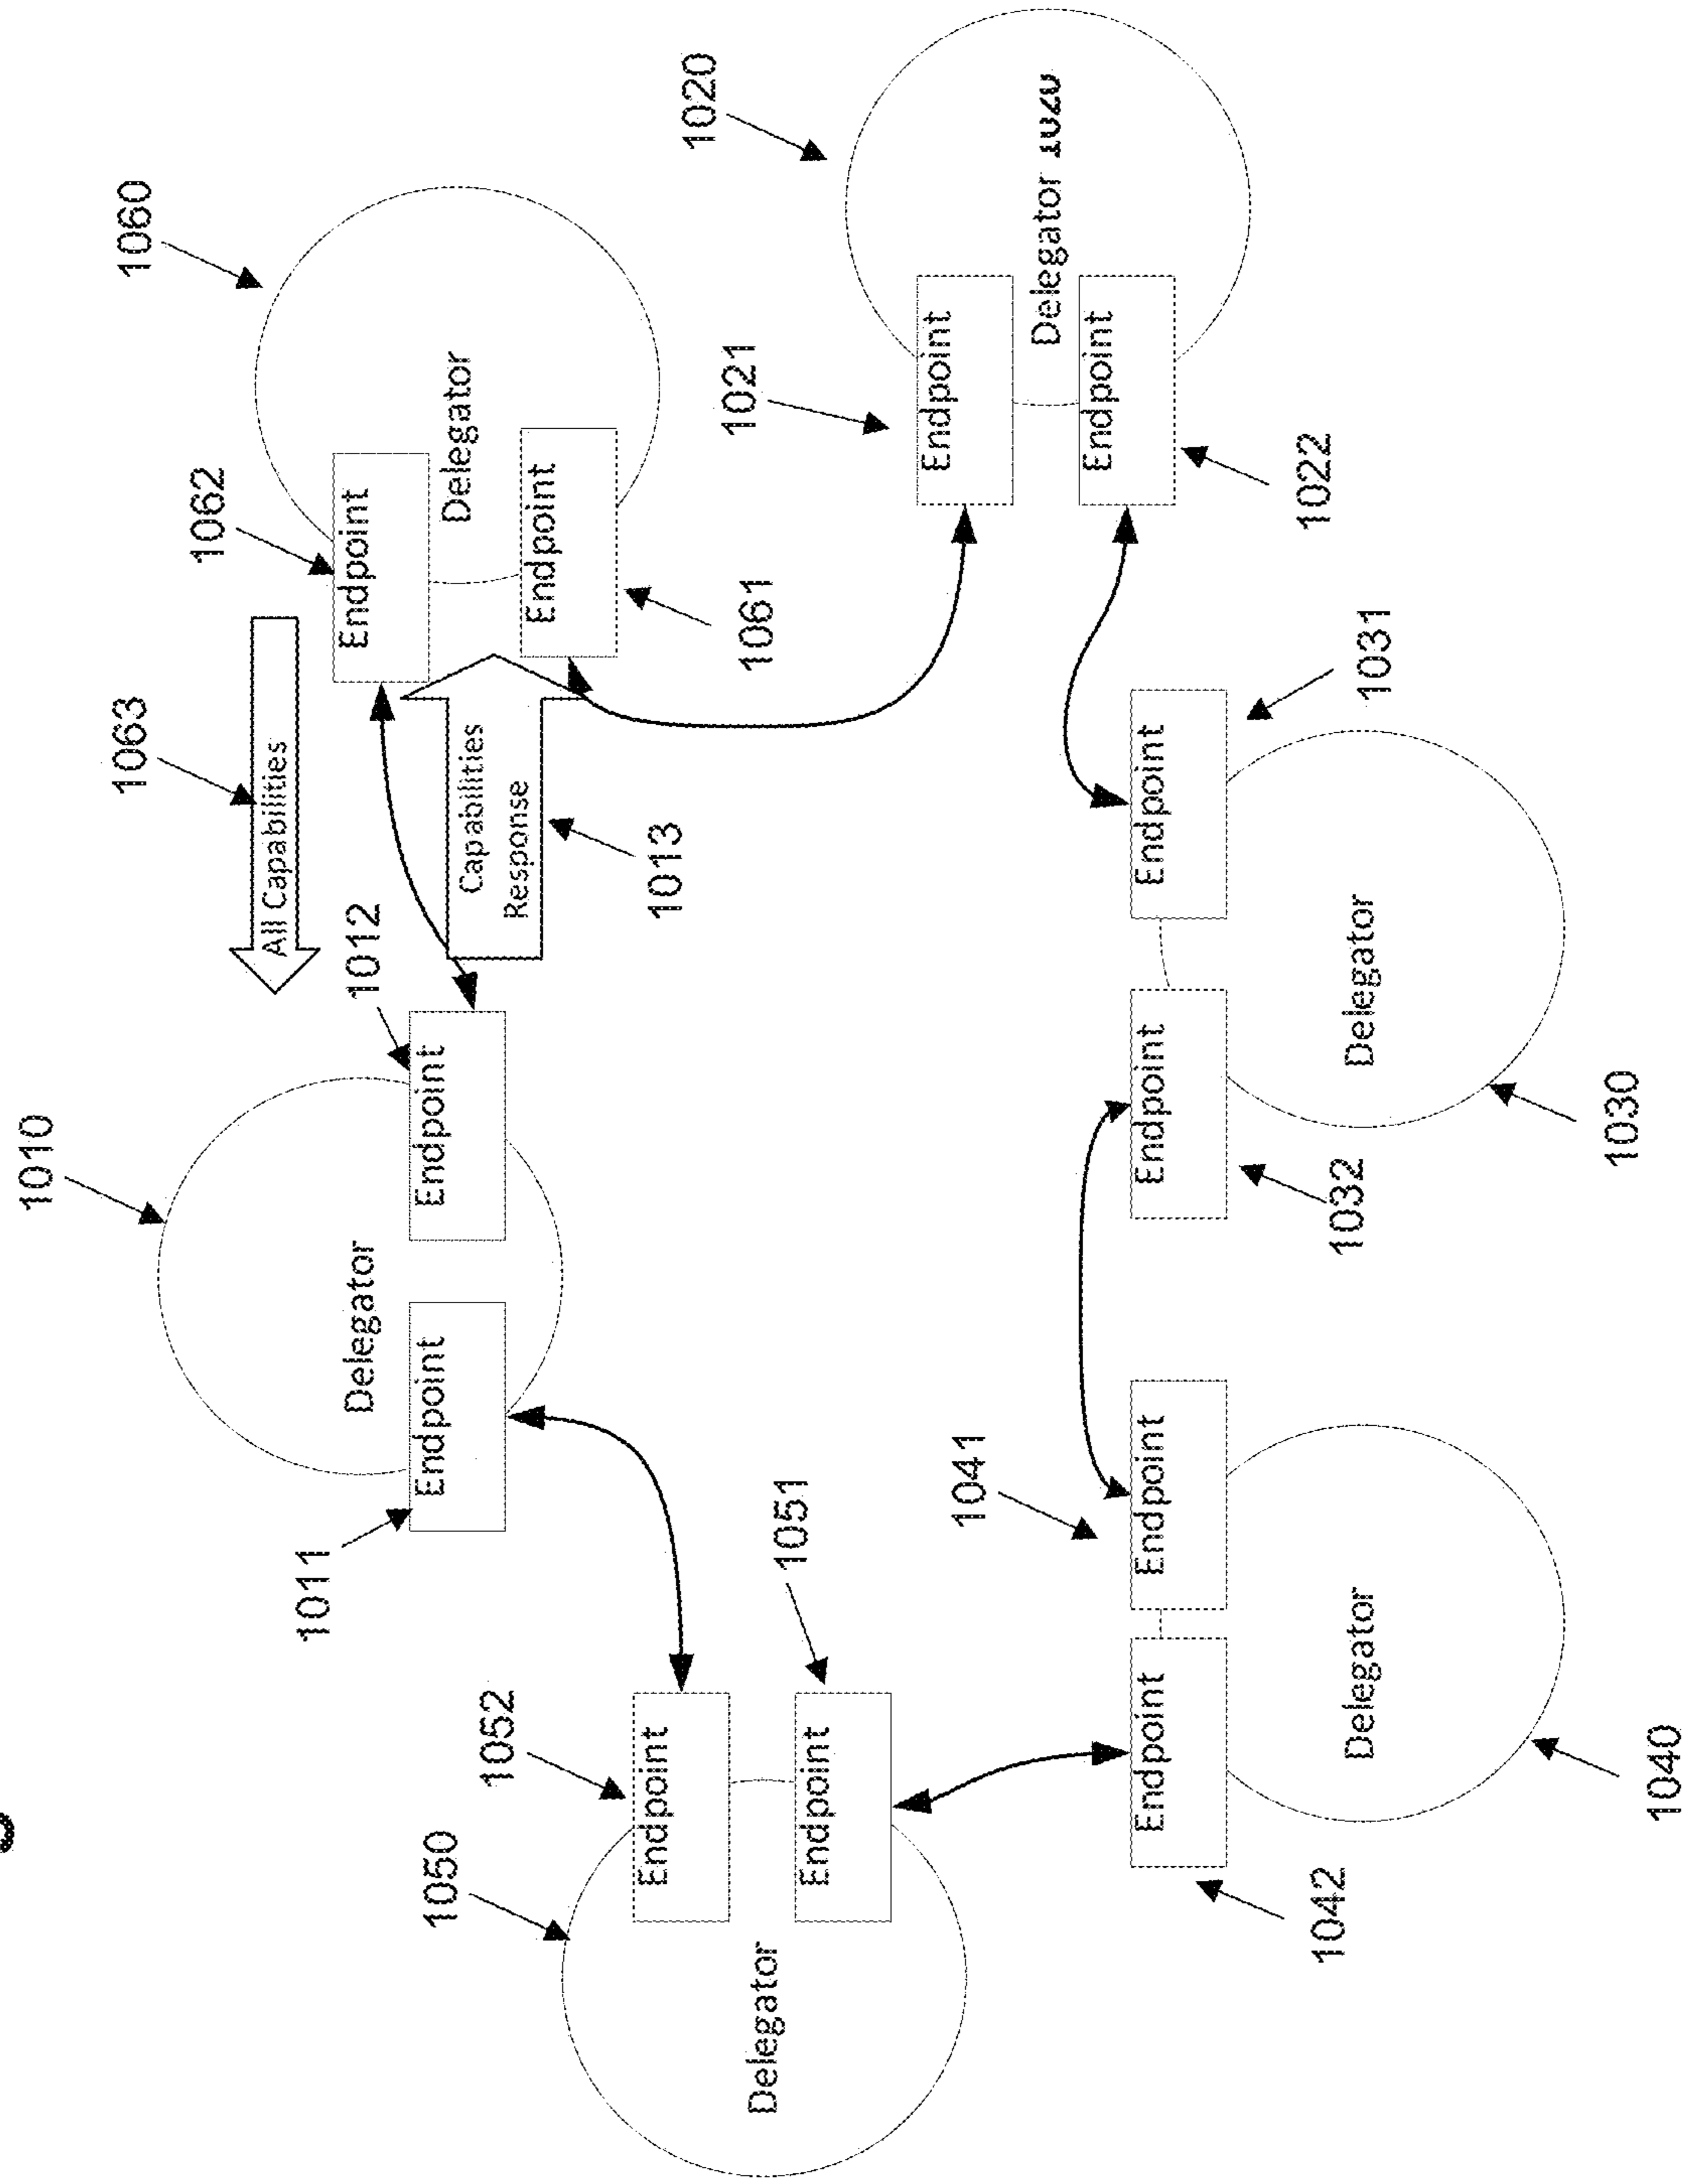 1010
1060
1063
1062
1020
Delegator
Endpoint
1011
Endpoint
1012
All Capabilities
Endpoint
Delegator
Endpoint
1061
Capabilities
Response
1013
1021
Endpoint
Delegator
Endpoint
1022
1050
1052
Endpoint
Delegator
Endpoint
1051
1041
1042
Endpoint
Endpoint
Delegator
1040
Endpoint
1032
Endpoint
1031
Delegator
1030